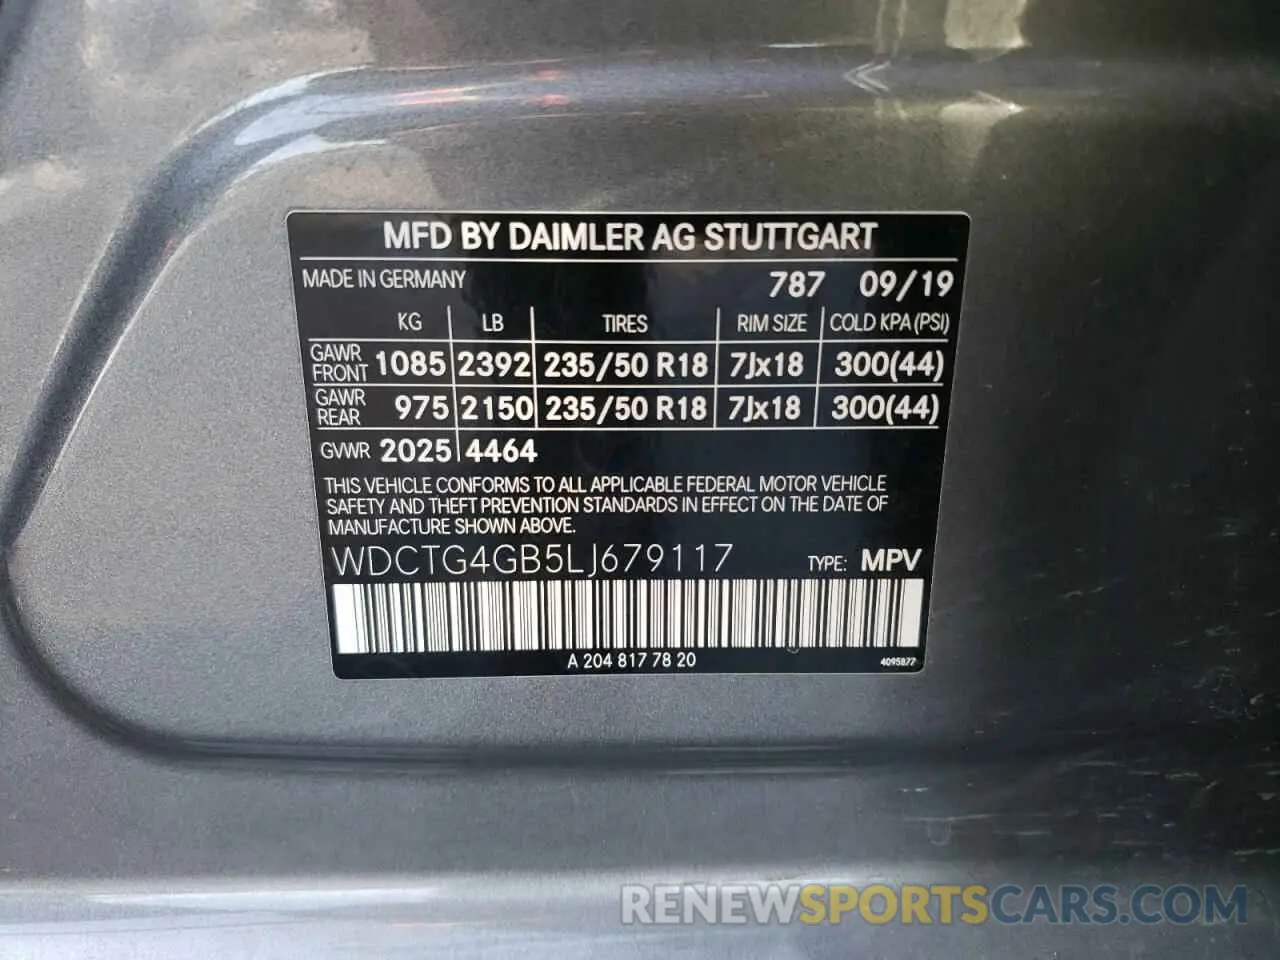 MFD BY DAIMLER AG STUTTGART
MADE IN GERMANY 787 09/19
KG LB TIRES RIM SIZE COLD KPA (PSI)
GAWR FRONT 1085 2392 235/50 R18 7Jx18 300(44)
GAWR REAR 975 2150 235/50 R18 7Jx18 300(44)
GVWR 2025 4464
THIS VEHICLE CONFORMS TO ALL APPLICABLE FEDERAL MOTOR VEHICLE
SAFETY AND THEFT PREVENTION STANDARDS IN EFFECT ON THE DATE OF
MANUFACTURE SHOWN ABOVE.
WDCTG4GB5LJ679117 TYPE: MPV
A 204 817 78 20 4095877
RENEWSPORTSCARS.COM